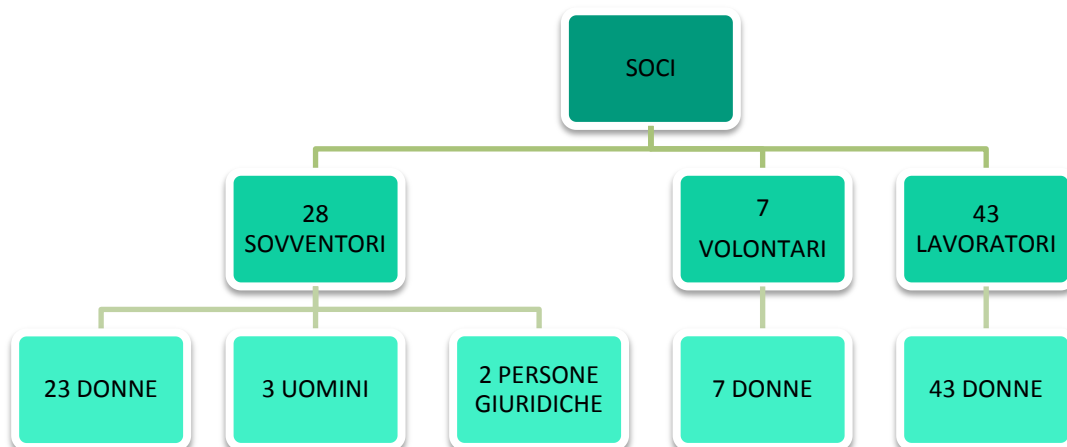 SOCI
28
SOVVENTORI
7
VOLONTARI
43
LAVORATORI
23 DONNE
3 UOMINI
2 PERSONE
GIURIDICHE
7 DONNE
43 DONNE